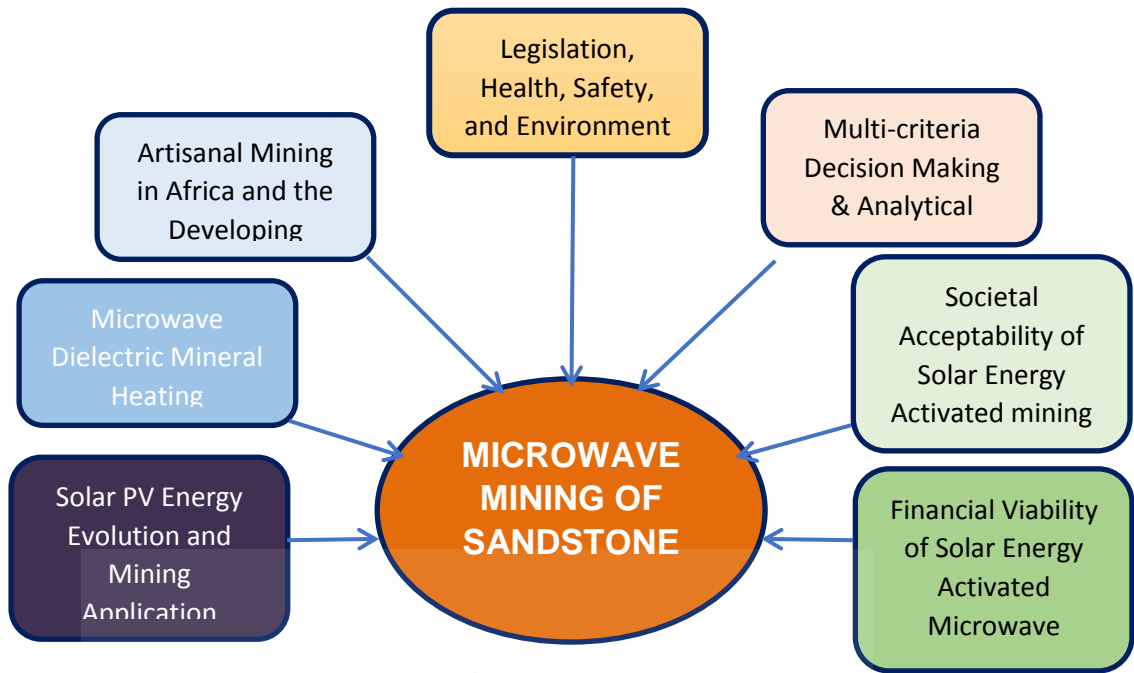 Legislation,
Health, Safety,
and Environment
Artisanal Mining
in Africa and the
Developing
Multi-criteria
Decision Making
& Analytical
Microwave
Dielectric Mineral
Heating
Societal
Acceptability of
Solar Energy
Activated mining
MICROWAVE
MINING OF
SANDSTONE
Solar PV Energy
Evolution and
Mining
Application
Financial Viability
of Solar Energy
Activated
Microwave